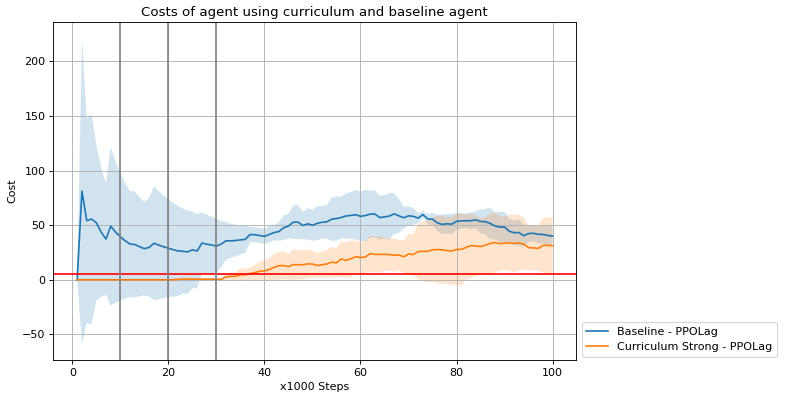 Costs of agent using curriculum and baseline agent
200
150
100
50
0
−50
Cost
0
20
40
60
80
100
x1000 Steps
Baseline - PPOLag
Curriculum Strong - PPOLag